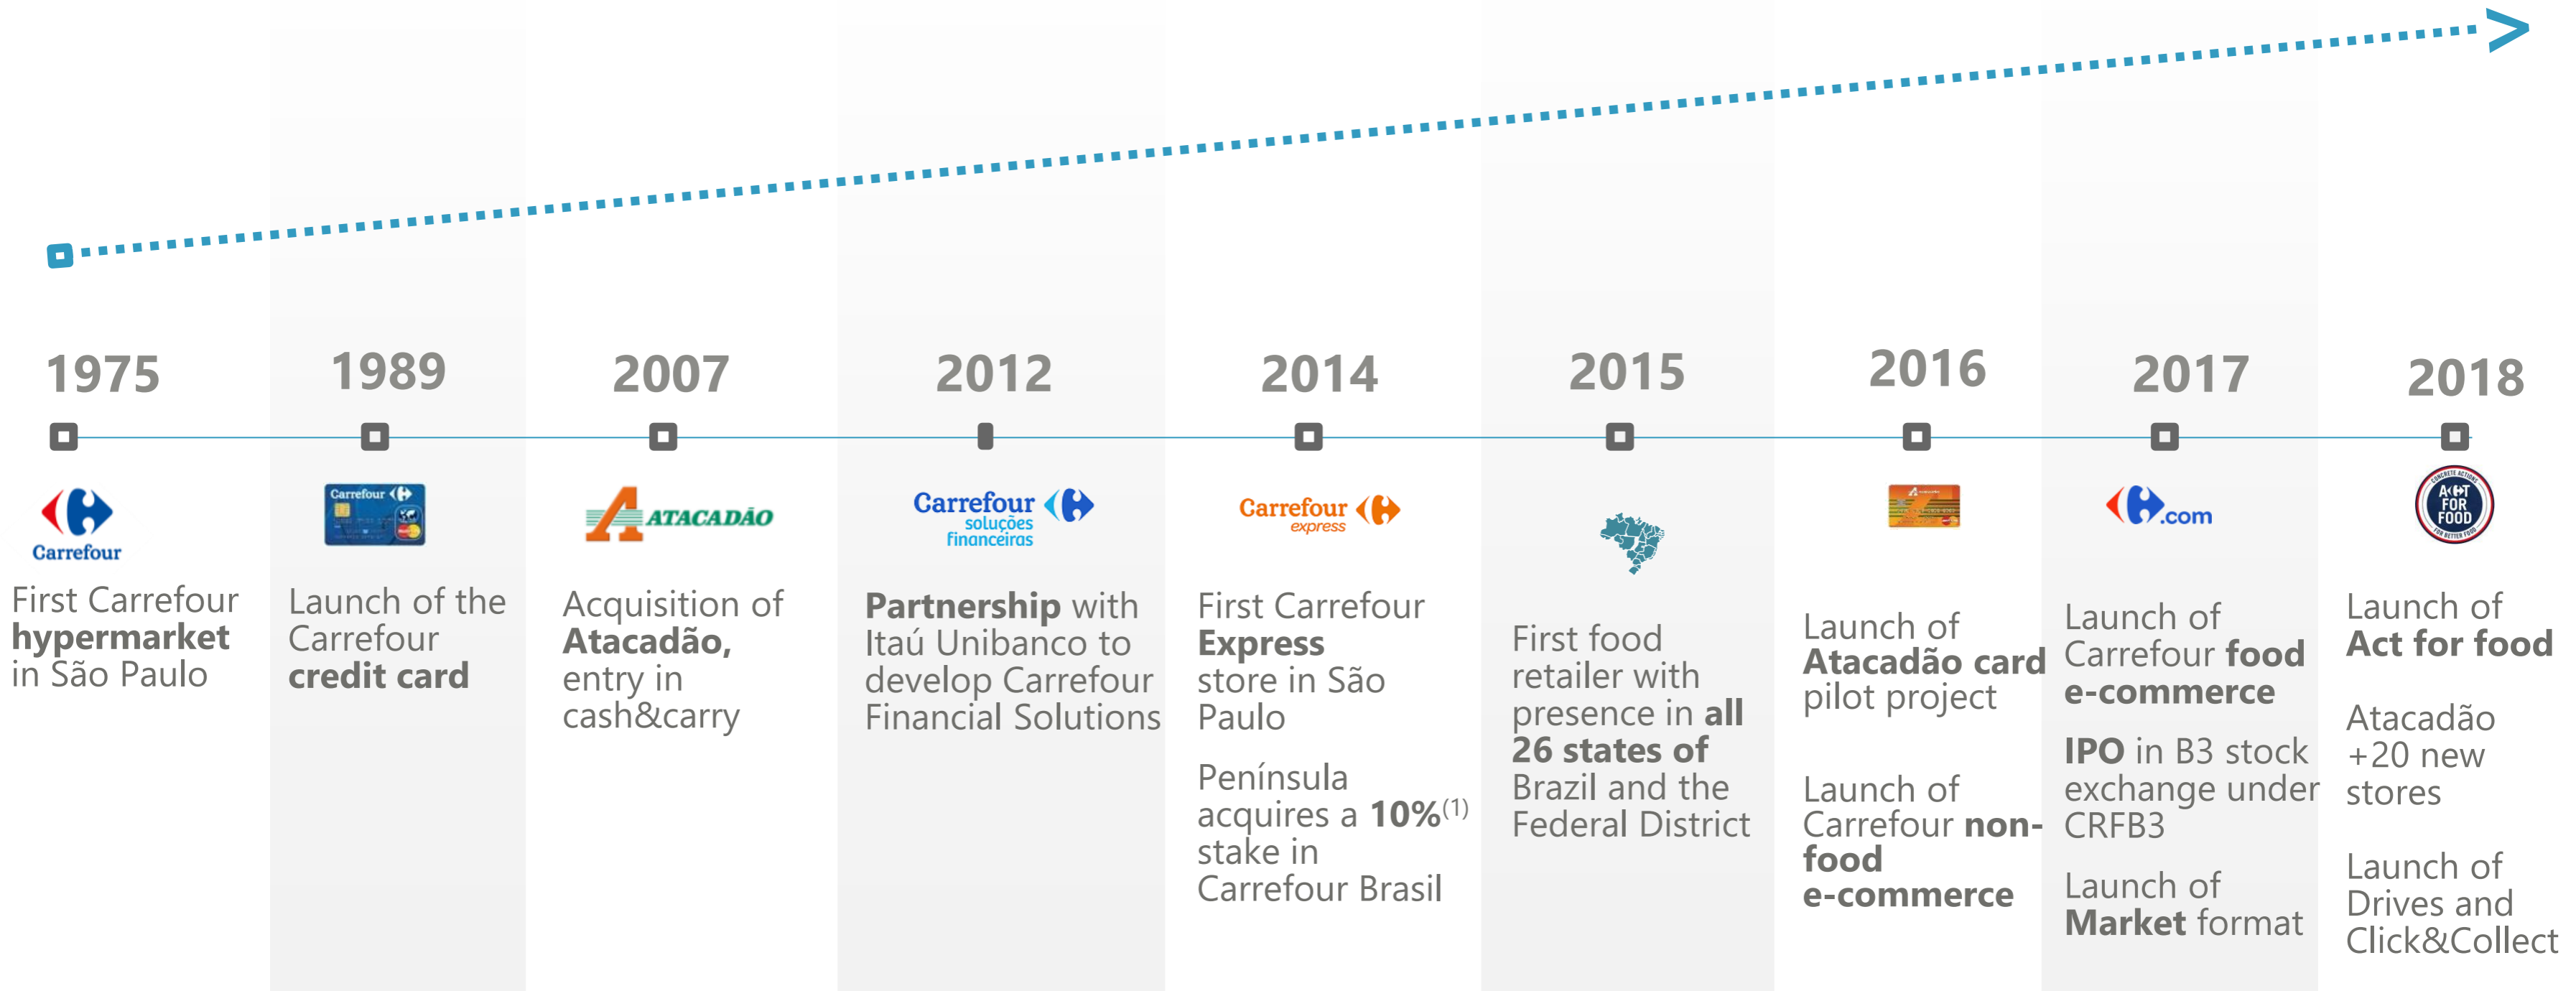 1975
Carrefour
First Carrefour
hypermarket
in São Paulo
1989
Carrefour
Launch of the
Carrefour
credit card
2007
ATACADÃO
Acquisition of
Atacadão,
entry in
cash&carry
2012
Carrefour
soluções
financeiras
Partnership with
Itaú Unibanco to
develop Carrefour
Financial Solutions
2014
Carrefour
express
First Carrefour
Express
store in São
Paulo
Península
acquires a 10%(1)
stake in
Carrefour Brasil
2015
First food
retailer with
presence in all
26 states of
Brazil and the
Federal District
2016
Launch of
Atacadão card
pilot project
Launch of
Carrefour non-
food
e-commerce
2017
.com
Launch of
Carrefour food
e-commerce
IPO in B3 stock
exchange under
CRFB3
Launch of
Market format
2018
CONCRETE ACTIONS
ACT
FOR
FOOD
FOR BETTER FOOD
Launch of
Act for food
Atacadão
+20 new
stores
Launch of
Drives and
Click&Collect